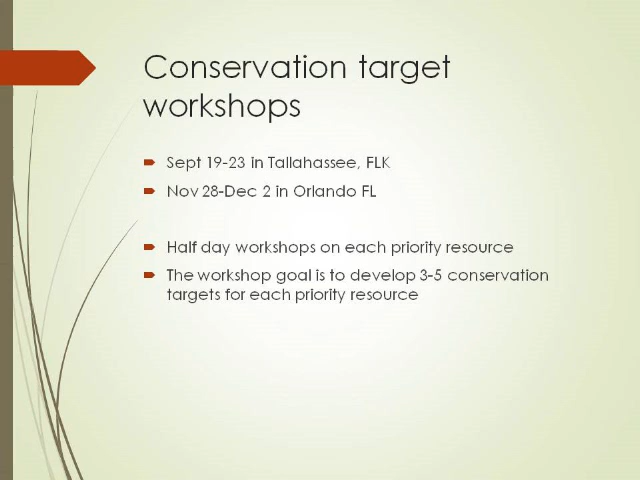 Conservation target
workshops
Sept 19-23 in Tallahassee, FLK
Nov 28-Dec 2 in Orlando FL
Half day workshops on each priority resource
The workshop goal is to develop 3-5 conservation
targets for each priority resource